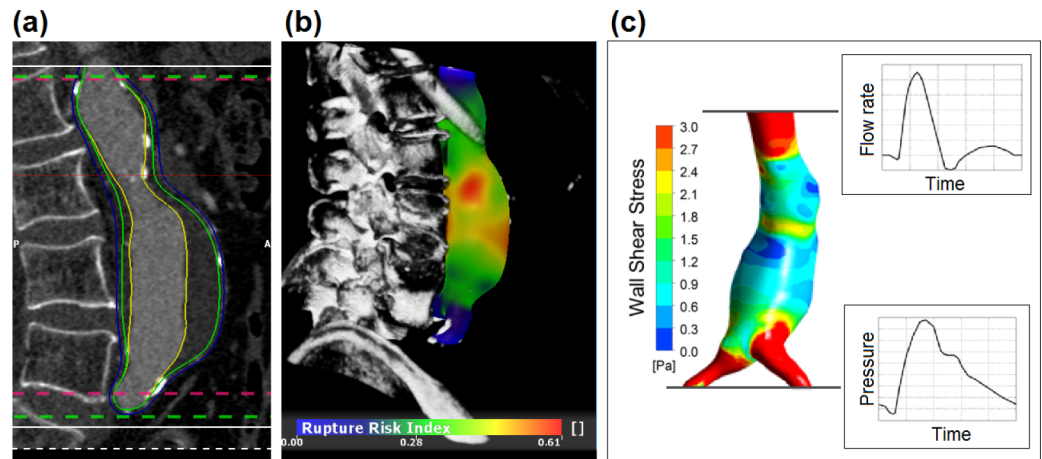 (a)
(b)
(c)
P
A
Rupture Risk Index
[]
0.00
0.28
0.61
Wall Shear Stress
3.0
2.7
2.4
2.1
1.8
1.5
1.2
0.9
0.6
0.3
0.0
[Pa]
Flow rate
Time
Pressure
Time